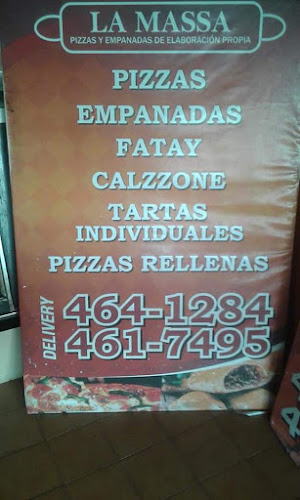 LA MASSA
PIZZAS Y EMPANADAS DE ELABORACIÓN PROPIA
PIZZAS
EMPANADAS
FATAY
CALZZONE
TARTAS
INDIVIDUALES
PIZZAS RELLENAS
DELIVERY
464-1284
461-7495